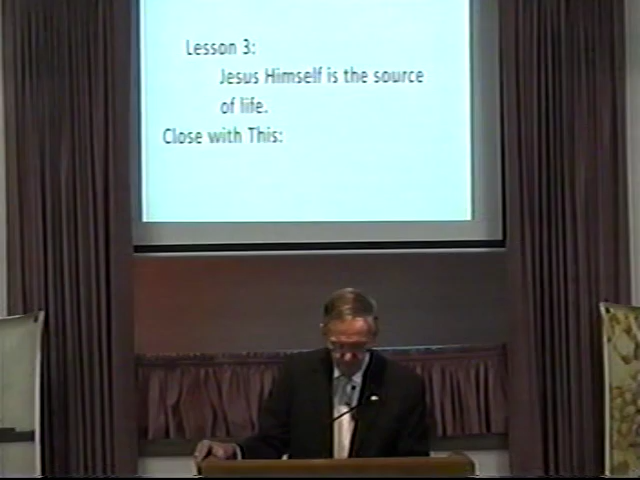 Lesson 3:
Jesus Himself is the source
of life.
Close with This: